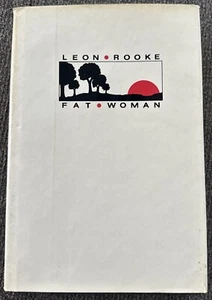 LEON • ROOKE
FAT • WOMAN